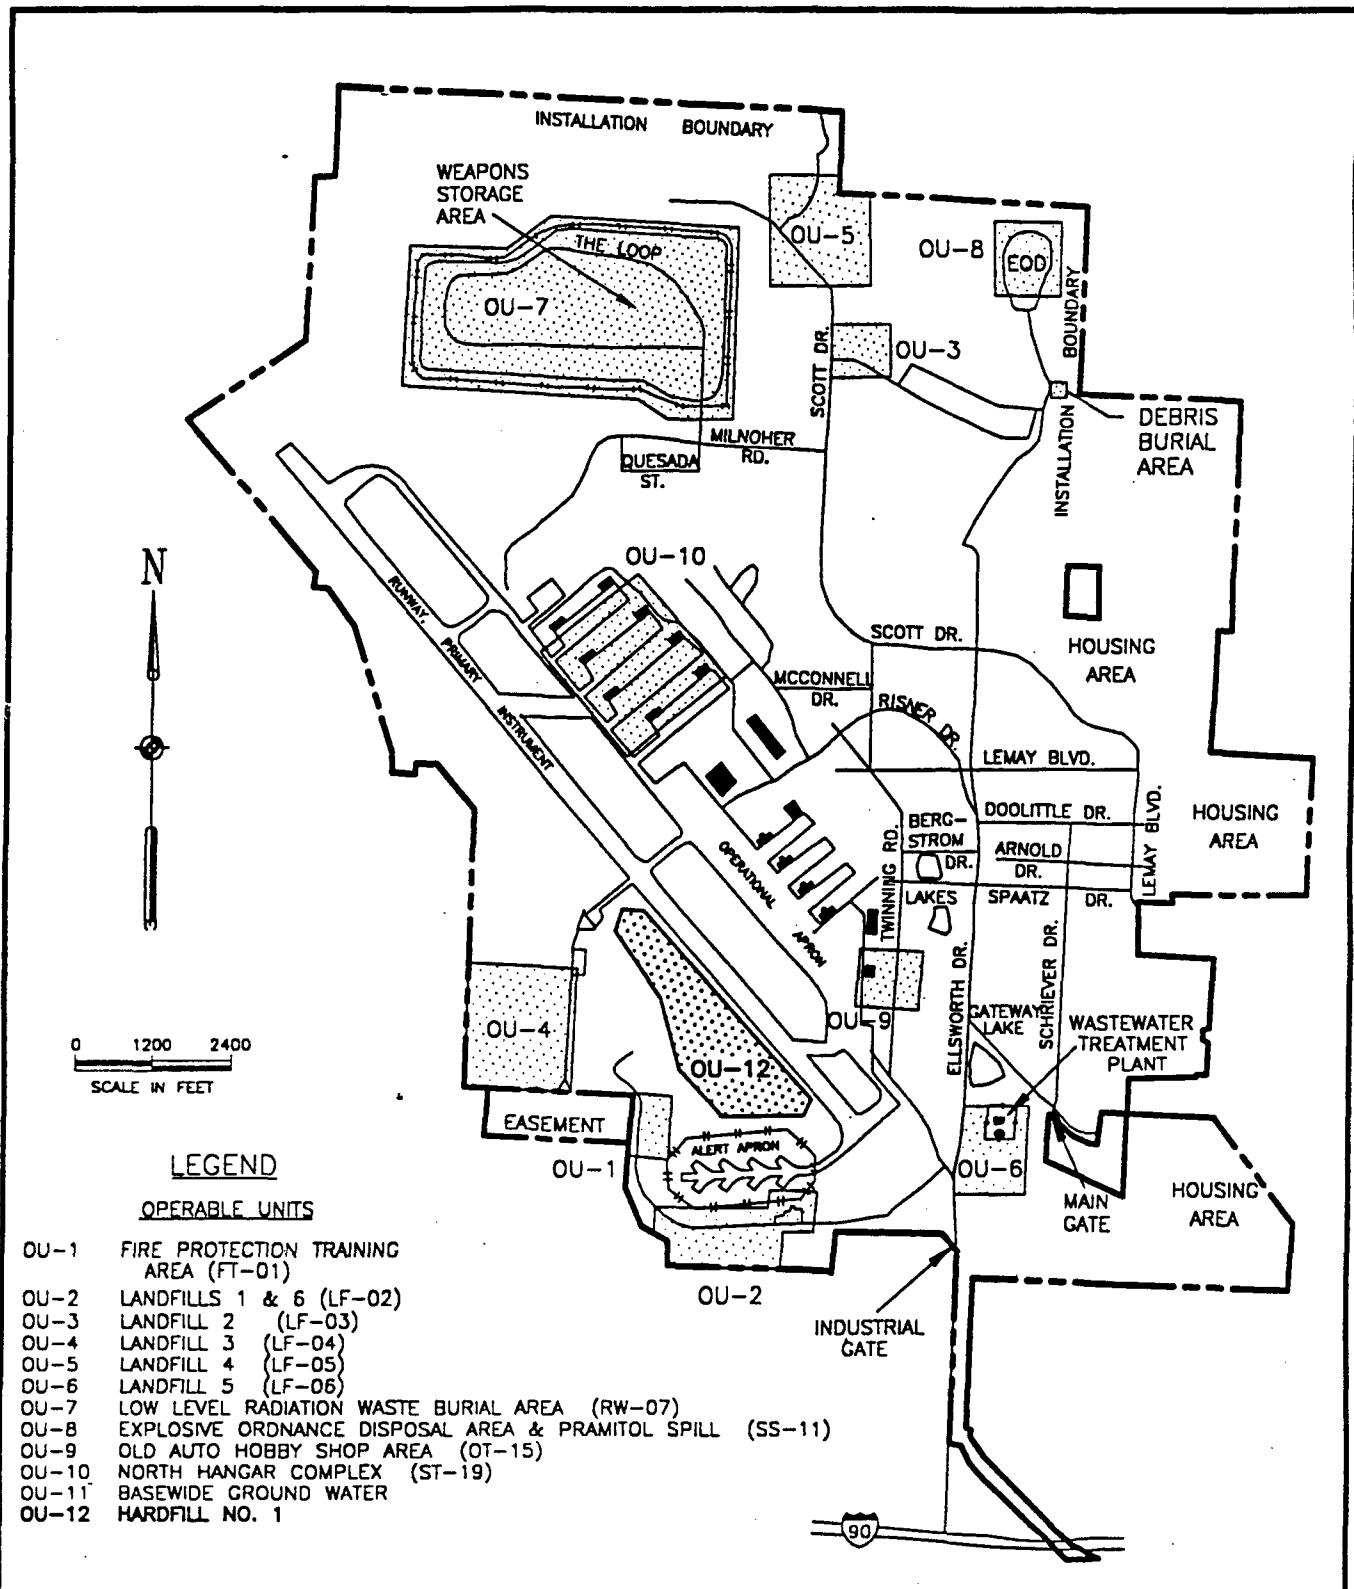 INSTALLATION BOUNDARY
WEAPONS
STORAGE
AREA
THE LOOP
OU-7
OU-5
OU-8
EOD
BOUNDARY
INSTALLATION
OU-3
SCOTT DR.
DEBRIS
BURIAL
AREA
MILNOHER
RD.
QUESADA
ST.
N
OU-10
RUNWAY,
PRIMARY
INSTRUMENT
SCOTT DR.
HOUSING
AREA
MCCONNELL
DR.
RISNER DR.
LEMAY BLVD.
DOOLITTLE DR.
LEMAY BLVD.
HOUSING
AREA
BERG-
STROM
DR.
ARNOLD
DR.
TWINNING RD.
LAKES
SPAATZ DR.
OPERATIONAL
APRON
ELLSWORTH DR.
SCHRIEVER DR.
OU-4
OU-9
GATEWAY
LAKE
WASTEWATER
TREATMENT
PLANT
0 1200 2400
SCALE IN FEET
OU-12
EASEMENT
ALERT APRON
OU-1
OU-6
MAIN
GATE
HOUSING
AREA
OU-2
INDUSTRIAL
GATE
LEGEND
OPERABLE UNITS
OU-1 FIRE PROTECTION TRAINING
AREA (FT-01)
OU-2 LANDFILLS 1 & 6 (LF-02)
OU-3 LANDFILL 2 (LF-03)
OU-4 LANDFILL 3 (LF-04)
OU-5 LANDFILL 4 (LF-05)
OU-6 LANDFILL 5 (LF-06)
OU-7 LOW LEVEL RADIATION WASTE BURIAL AREA (RW-07)
OU-8 EXPLOSIVE ORDNANCE DISPOSAL AREA & PRAMITOL SPILL (SS-11)
OU-9 OLD AUTO HOBBY SHOP AREA (OT-15)
OU-10 NORTH HANGAR COMPLEX (ST-19)
OU-11 BASEWIDE GROUND WATER
OU-12 HARDFILL NO. 1
90